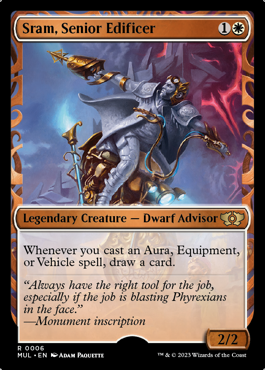 Sram, Senior Edificer 1
Legendary Creature — Dwarf Advisor
Whenever you cast an Aura, Equipment,
or Vehicle spell, draw a card.
“Always have the right tool for the job,
especially if the job is blasting Phyrexians
in the face.”
—Monument inscription
2/2
R 0006
MUL • EN Adam Paquette ™ & © 2023 Wizards of the Coast